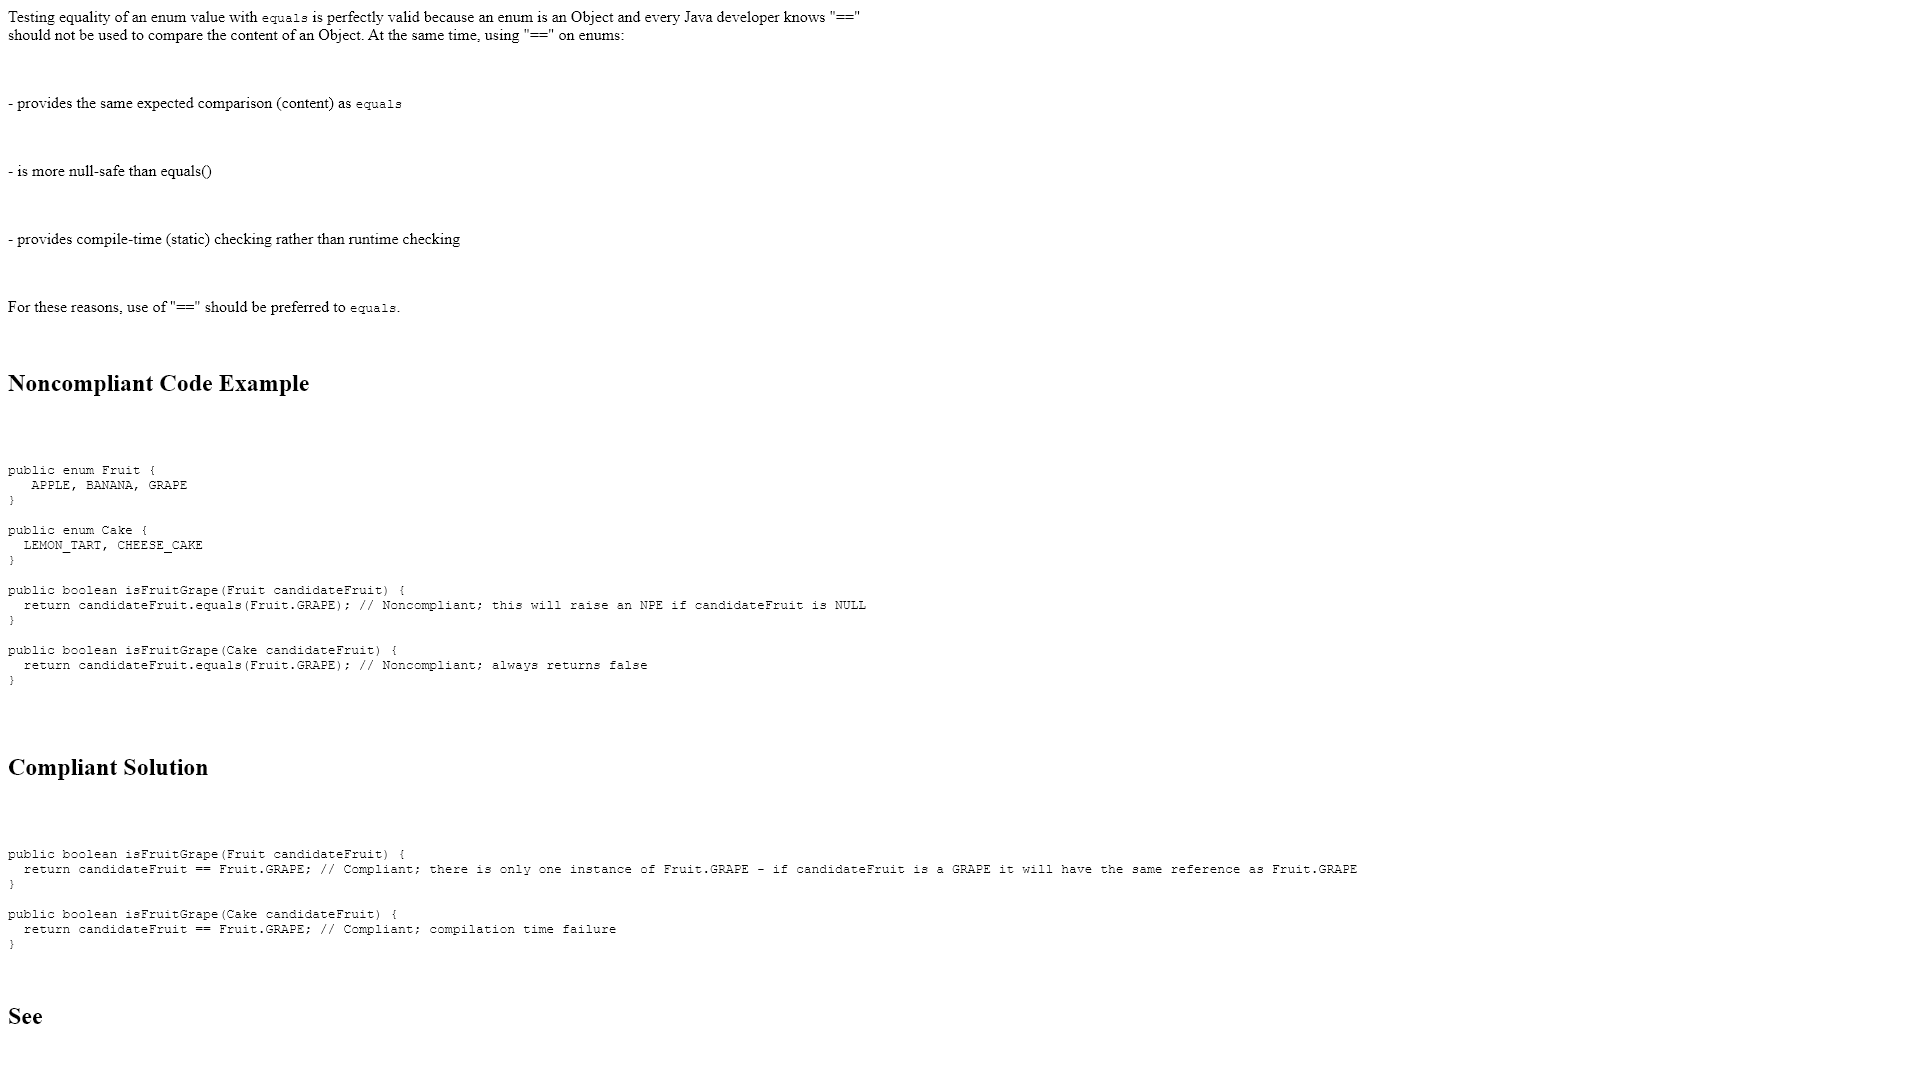 Testing equality of an enum value with equals is perfectly valid because an enum is an Object and every Java developer knows "=="
should not be used to compare the content of an Object. At the same time, using "==" on enums:
- provides the same expected comparison (content) as equals
- is more null-safe than equals()
- provides compile-time (static) checking rather than runtime checking
For these reasons, use of "==" should be preferred to equals.
Noncompliant Code Example
public enum Fruit {
   APPLE, BANANA, GRAPE
}
public enum Cake {
  LEMON_TART, CHEESE_CAKE
}
public boolean isFruitGrape(Fruit candidateFruit) {
  return candidateFruit.equals(Fruit.GRAPE); // Noncompliant; this will raise an NPE if candidateFruit is NULL
}
public boolean isFruitGrape(Cake candidateFruit) {
  return candidateFruit.equals(Fruit.GRAPE); // Noncompliant; always returns false
}
Compliant Solution
public boolean isFruitGrape(Fruit candidateFruit) {
  return candidateFruit == Fruit.GRAPE; // Compliant; there is only one instance of Fruit.GRAPE - if candidateFruit is a GRAPE it will have the same reference as Fruit.GRAPE
}
public boolean isFruitGrape(Cake candidateFruit) {
  return candidateFruit == Fruit.GRAPE; // Compliant; compilation time failure
}
See